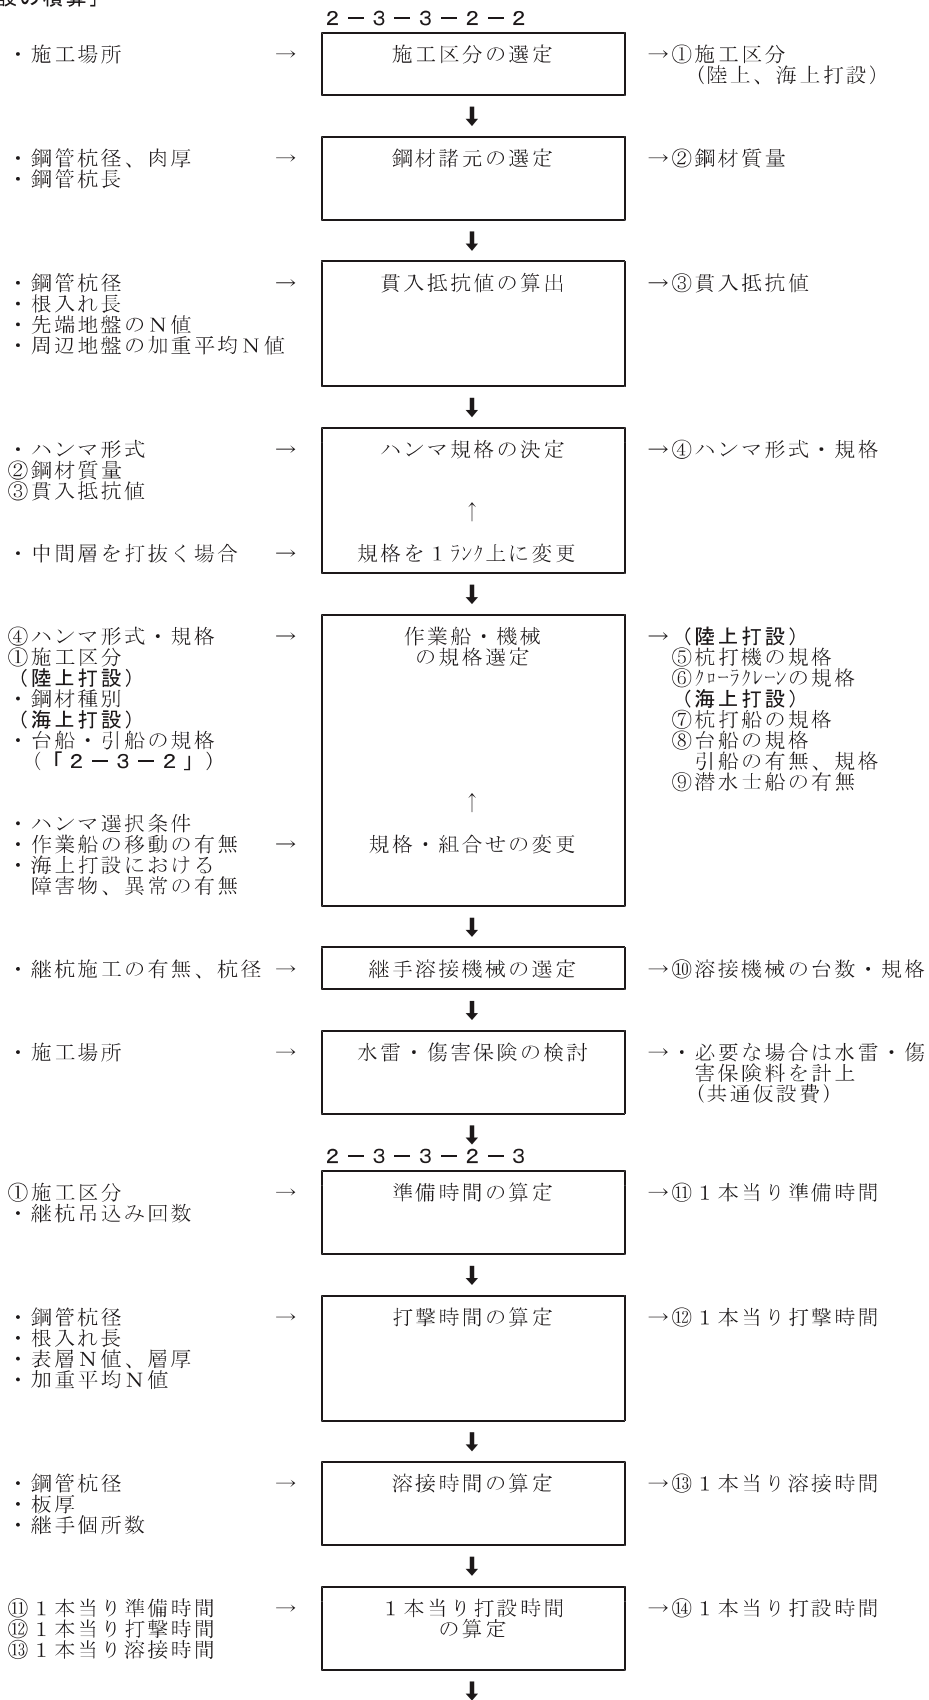 設の積算」
２－３－３－２－２
・施工場所 → 施工区分の選定 →①施工区分
（陸上、海上打設）
・鋼管杭径、肉厚 → 鋼材諸元の選定 →②鋼材質量
・鋼管杭長
・鋼管杭径 → 貫入抵抗値の算出 →③貫入抵抗値
・根入れ長
・先端地盤のＮ値
・周辺地盤の加重平均Ｎ値
・ハンマ形式 → ハンマ規格の決定 →④ハンマ形式・規格
②鋼材質量
③貫入抵抗値
↑
・中間層を打抜く場合 → 規格を１ﾗﾝｸ上に変更
④ハンマ形式・規格 → 作業船・機械 →（陸上打設）
①施工区分 の規格選定 ⑤杭打機の規格
（陸上打設） ⑥ｸﾛｰﾗｸﾚｰﾝの規格
・鋼材種別 （海上打設）
（海上打設） ⑦杭打船の規格
・台船・引船の規格 ⑧台船の規格
（「２－３－２」） 引船の有無、規格
⑨潜水士船の有無
↑
・ハンマ選択条件
・作業船の移動の有無 → 規格・組合せの変更
・海上打設における
障害物、異常の有無
・継杭施工の有無、杭径 → 継手溶接機械の選定 →⑩溶接機械の台数・規格
・施工場所 → 水雷・傷害保険の検討 →・必要な場合は水雷・傷
害保険料を計上
（共通仮設費）
２－３－３－２－３
①施工区分 → 準備時間の算定 →⑪１本当り準備時間
・継杭吊込み回数
・鋼管杭径 → 打撃時間の算定 →⑫１本当り打撃時間
・根入れ長
・表層Ｎ値、層厚
・加重平均Ｎ値
・鋼管杭径 → 溶接時間の算定 →⑬１本当り溶接時間
・板厚
・継手個所数
⑪１本当り準備時間 → １本当り打設時間 →⑭１本当り打設時間
⑫１本当り打撃時間 の算定
⑬１本当り溶接時間